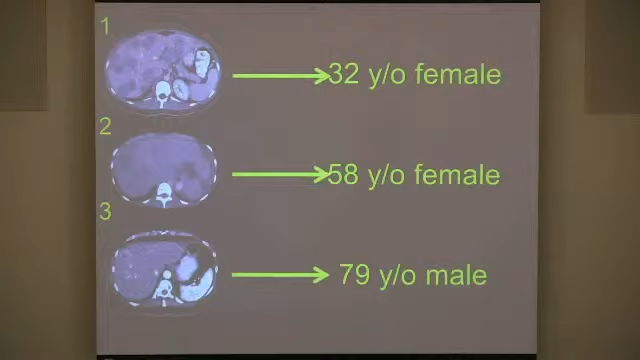 1
32 y/o female
2
58 y/o female
3
79 y/o male